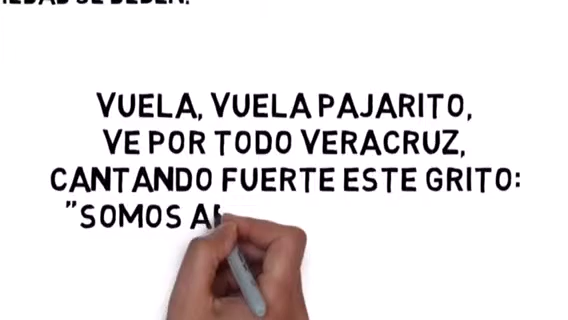 VUELA, VUELA PAJARITO,
VE POR TODO VERACRUZ,
CANTANDO FUERTE ESTE GRITO:
"SOMOS